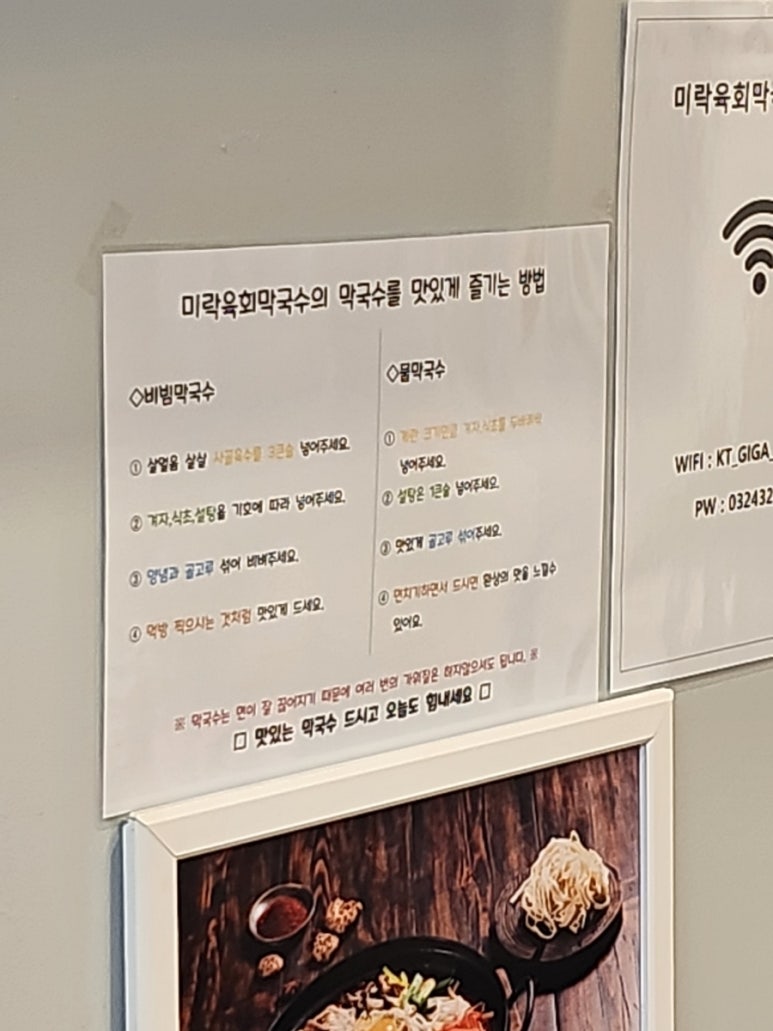 미락육회막국수의 막국수를 맛있게 즐기는 방법
◇비빔막국수
① 살얼음 살살 사골육수를 3큰술 넣어주세요.
② 겨자,식초,설탕을 기호에 따라 넣어주세요.
③ 양념과 골고루 섞어 비벼주세요.
④ 먹방 찍으시는 것처럼 맛있게 드세요.
◇물막국수
① 계란 크기만큼 겨자,식초를 두바퀴씩
넣어주세요.
② 설탕은 1큰술 넣어주세요.
③ 맛있게 골고루 섞어주세요.
④ 면치기하면서 드시면 환상의 맛을 느낄수
있어요.
※ 막국수는 면이 잘 끊어지기 때문에 여러 번의 가위질은 하지않으셔도 됩니다. ※
□ 맛있는 막국수 드시고 오늘도 힘내세요 □
미락육회막
WIFI : KT_GIGA_
PW : 032432